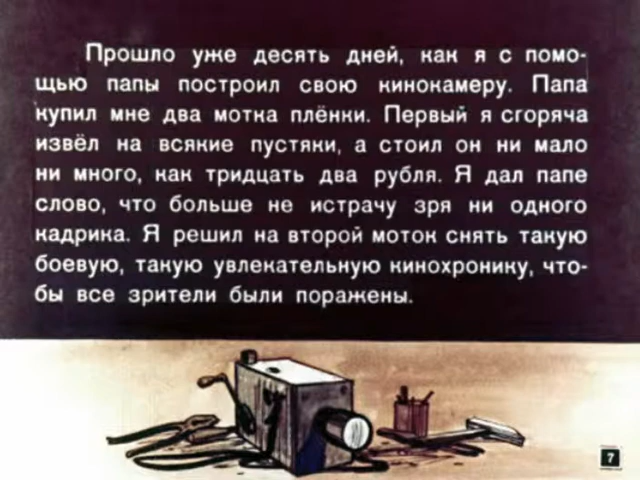 Прошло уже десять дней, как я с помо-
щью папы построил свою кинокамеру. Папа
купил мне два мотка плёнки. Первый я сгоряча
извёл на всякие пустяки, а стоил он ни мало
ни много, как тридцать два рубля. Я дал папе
слово, что больше не истрачу зря ни одного
кадрика. Я решил на второй моток снять такую
боевую, такую увлекательную кинохронику, что-
бы все зрители были поражены.
7